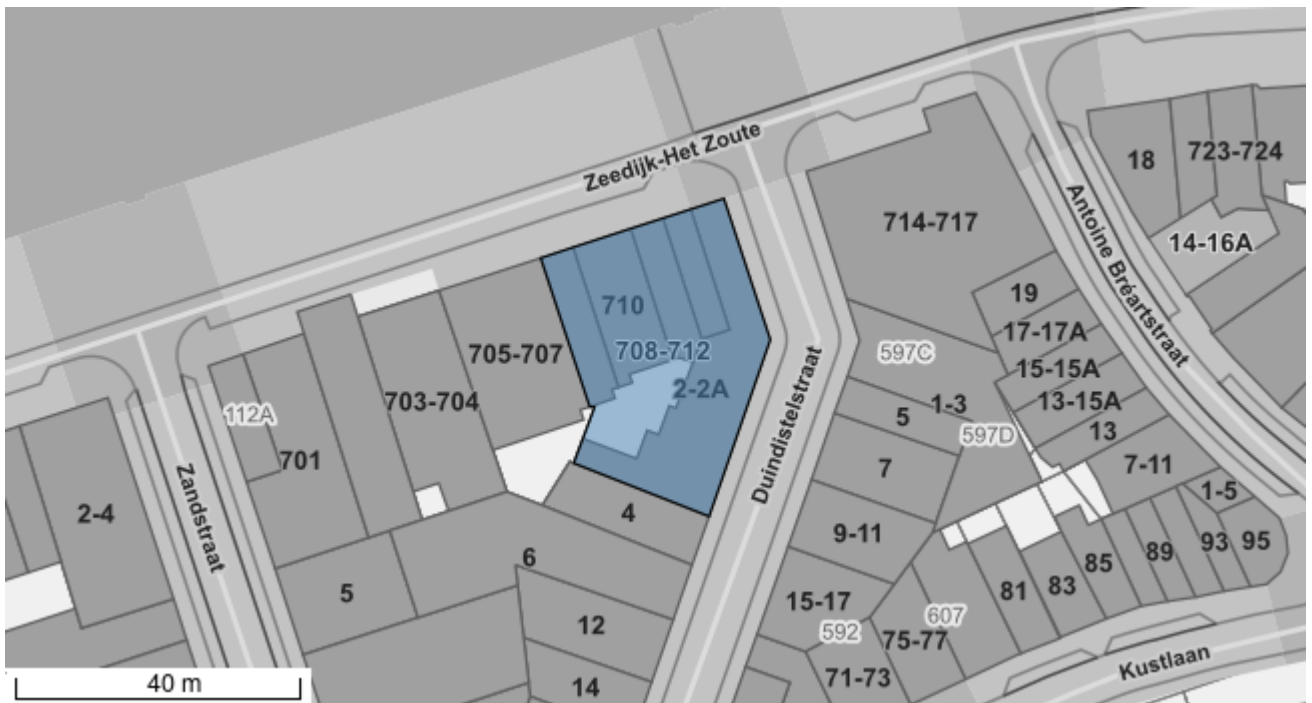 Zeedijk-Het Zoute
18
723-724
714-717
Antoine Bréartstraat
14-16A
19
710
17-17A
705-707
708-712
597C
15-15A
2-2A
703-704
13-15A
112A
5
1-3
597D
13
701
Duindistelstraat
7
7-11
2-4
Zandstraat
4
1-5
9-11
6
85
89
93
95
5
81
83
12
15-17
607
592
75-77
14
71-73
Kustlaan
40 m